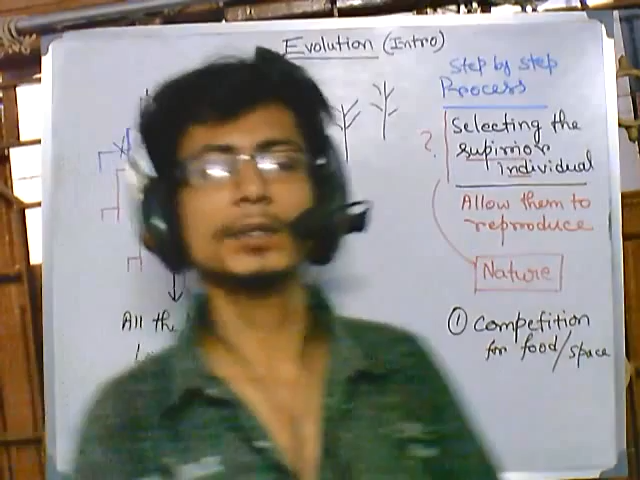 Evolution (Intro)
Step by step
Process
Selecting the
supirior
individual
?
Allow them to
reproduce
Nature
All the
① Competition
for food/space